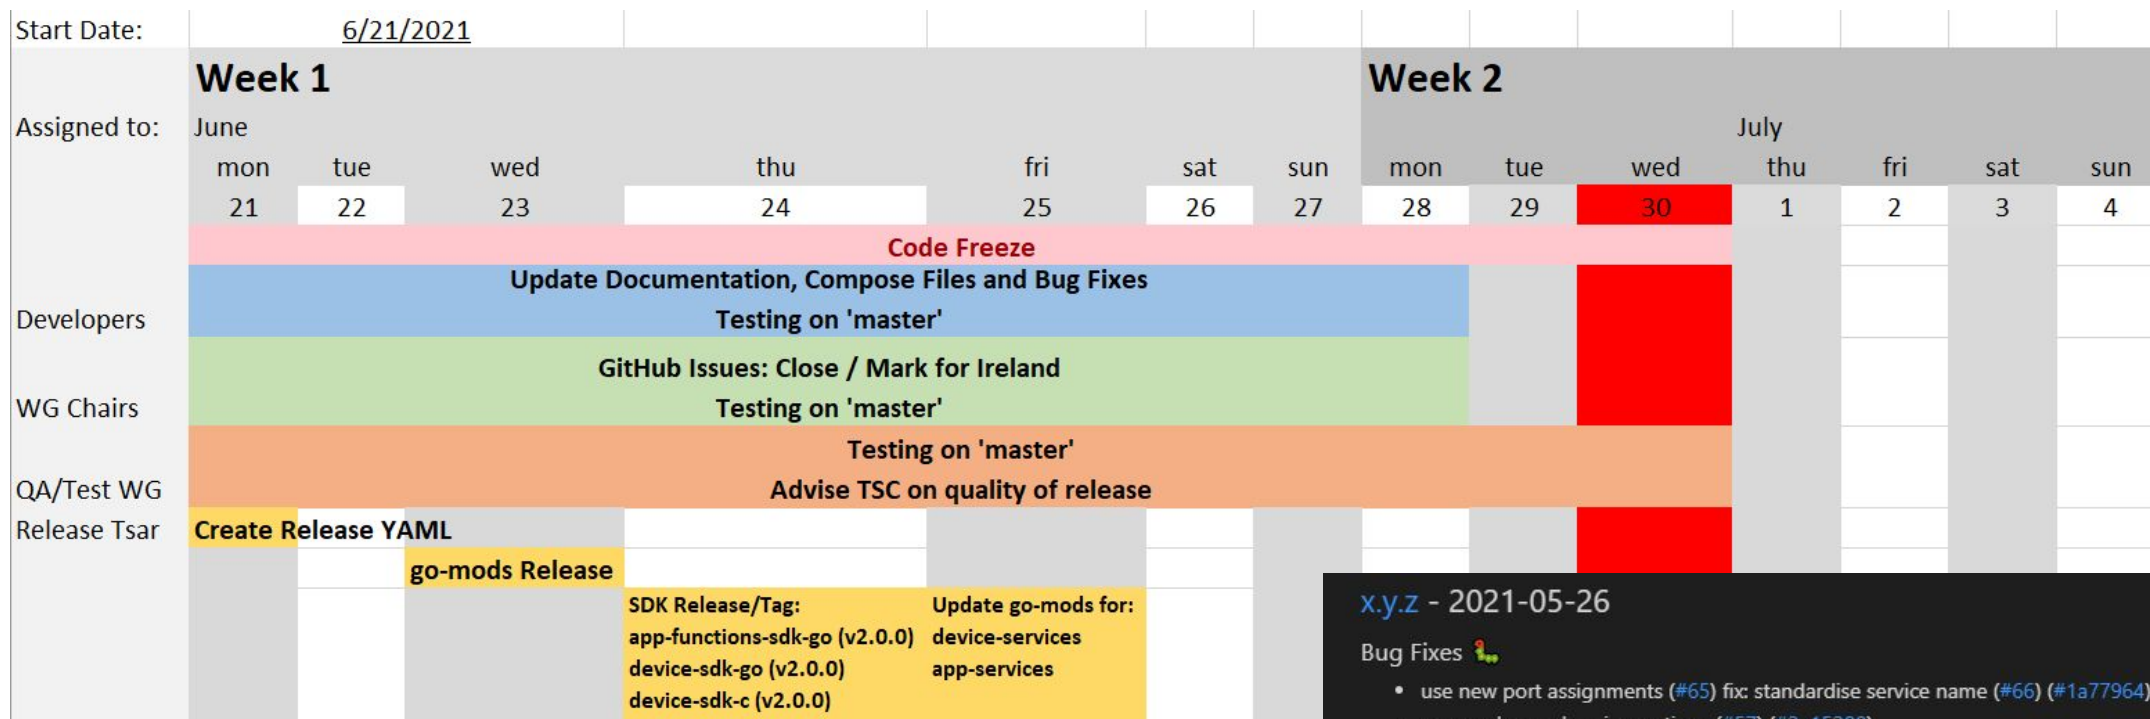 Start Date: 6/21/2021
Week 1 Week 2
Assigned to: June July
mon tue wed thu fri sat sun mon tue wed thu fri sat sun
21 22 23 24 25 26 27 28 29 30 1 2 3 4
Code Freeze
Update Documentation, Compose Files and Bug Fixes
Developers Testing on 'master'
GitHub Issues: Close / Mark for Ireland
WG Chairs Testing on 'master'
Testing on 'master'
QA/Test WG Advise TSC on quality of release
Release Tsar Create Release YAML
go-mods Release
SDK Release/Tag: Update go-mods for:
app-functions-sdk-go (v2.0.0) device-services
device-sdk-go (v2.0.0) app-services
device-sdk-c (v2.0.0)
x.y.z - 2021-05-26
Bug Fixes 🐛
• use new port assignments (#65) fix: standardise service name (#66) (#1a77964)